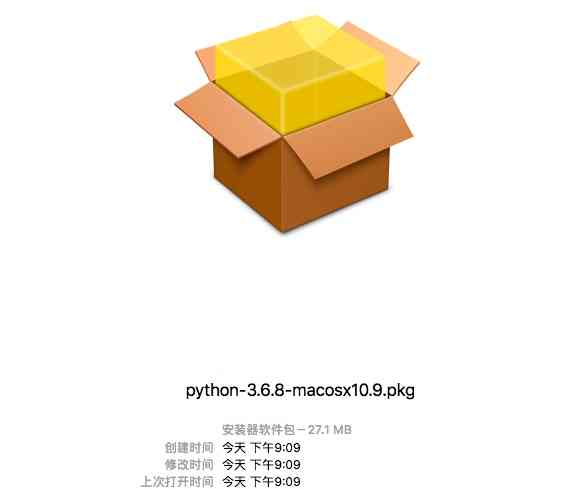 python-3.6.8-macosx10.9.pkg
安装器软件包 – 27.1 MB
创建时间 今天 下午9:09
修改时间 今天 下午9:09
上次打开时间 今天 下午9:09